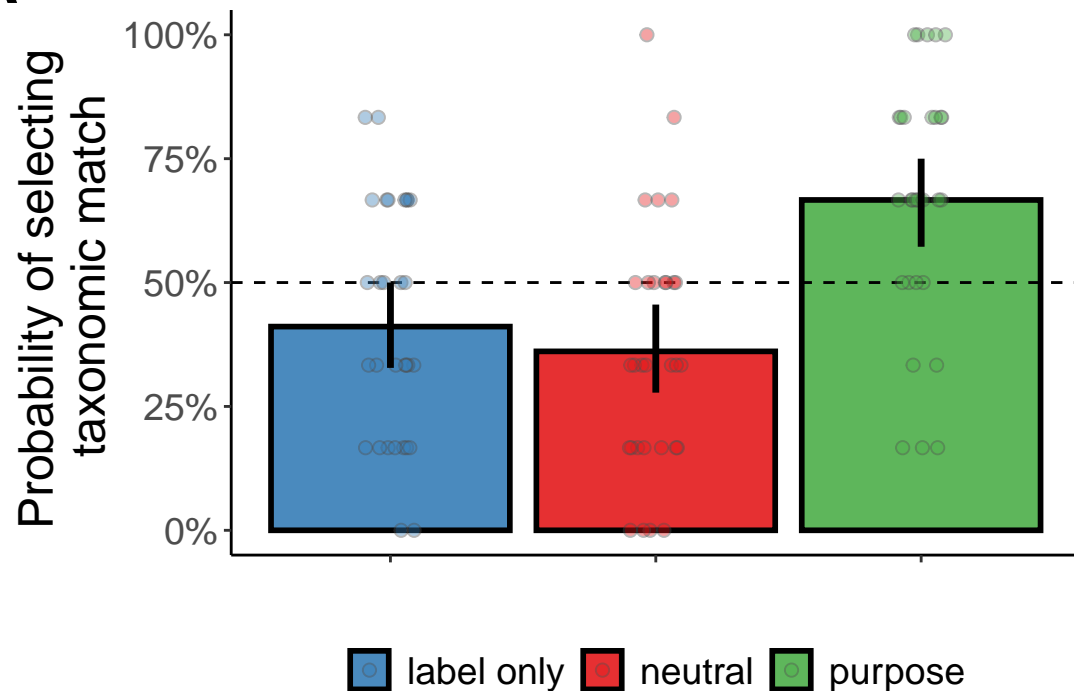 100%
75%
50%
25%
0%
Probability of selecting
taxonomic match
label only neutral purpose